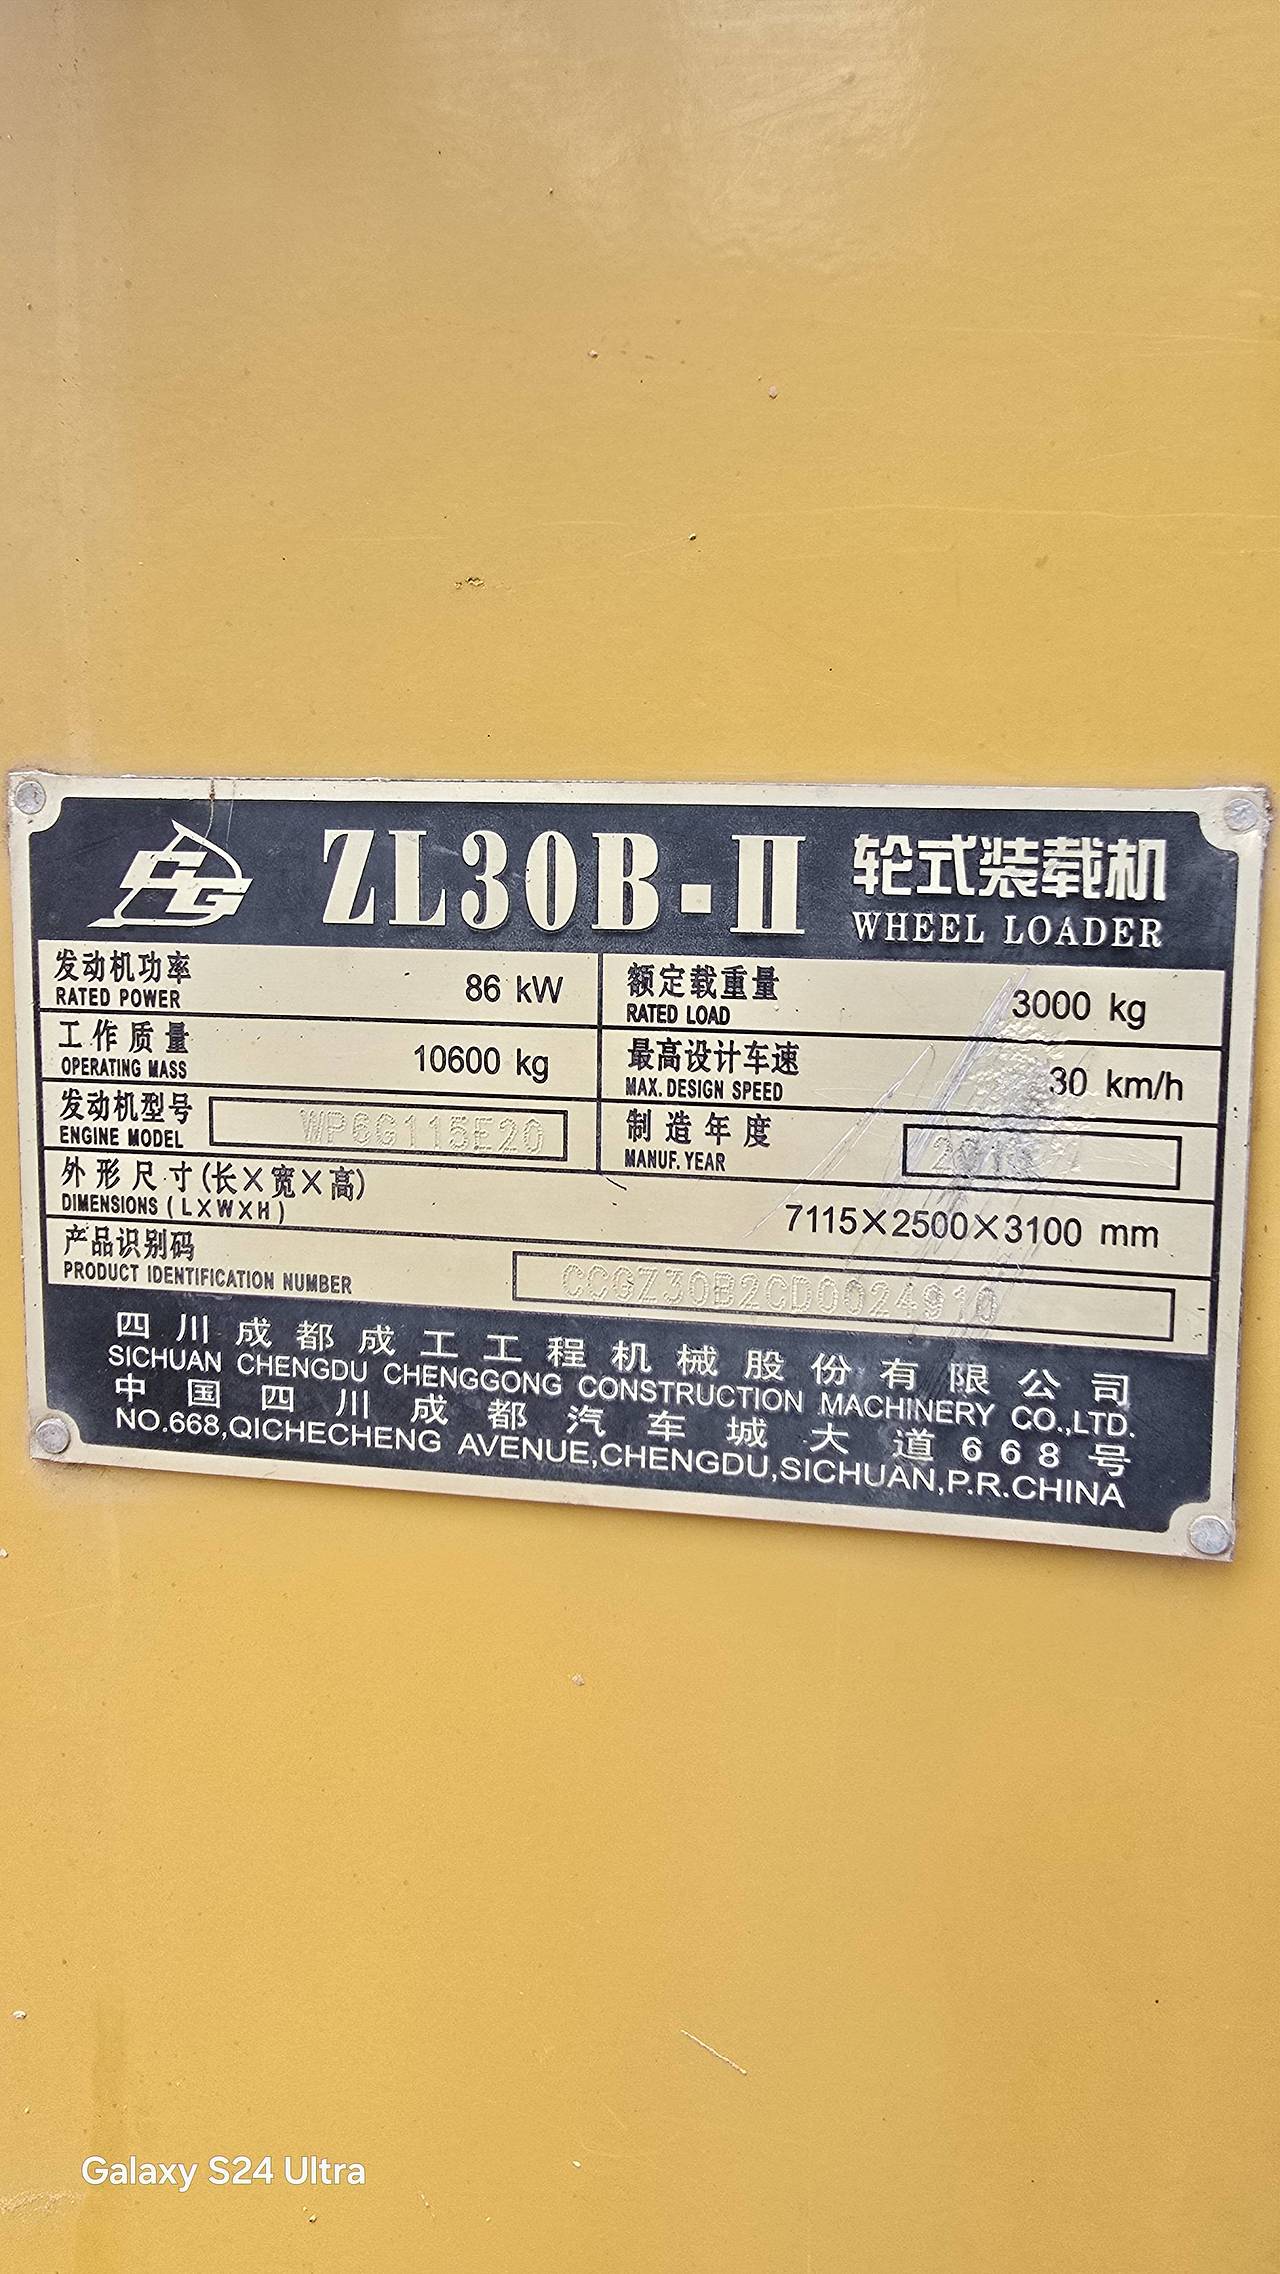 CG ZL30B-II 轮式装载机
WHEEL LOADER
发动机功率
RATED POWER 86 kW
额定载重量
RATED LOAD 3000 kg
工作质量
OPERATING MASS 10600 kg
最高设计车速
MAX. DESIGN SPEED 30 km/h
发动机型号
ENGINE MODEL WP6G115E20
制造年度
MANUF. YEAR
外形尺寸(长×宽×高)
DIMENSIONS (L×W×H) 7115×2500×3100 mm
产品识别码
PRODUCT IDENTIFICATION NUMBER CCGZ30B2CD0024910
四川成都成工工程机械股份有限公司
SICHUAN CHENGDU CHENGGONG CONSTRUCTION MACHINERY CO.,LTD.
中国四川成都汽车城大道668号
NO.668,QICHECHENG AVENUE,CHENGDU,SICHUAN,P.R.CHINA
Galaxy S24 Ultra